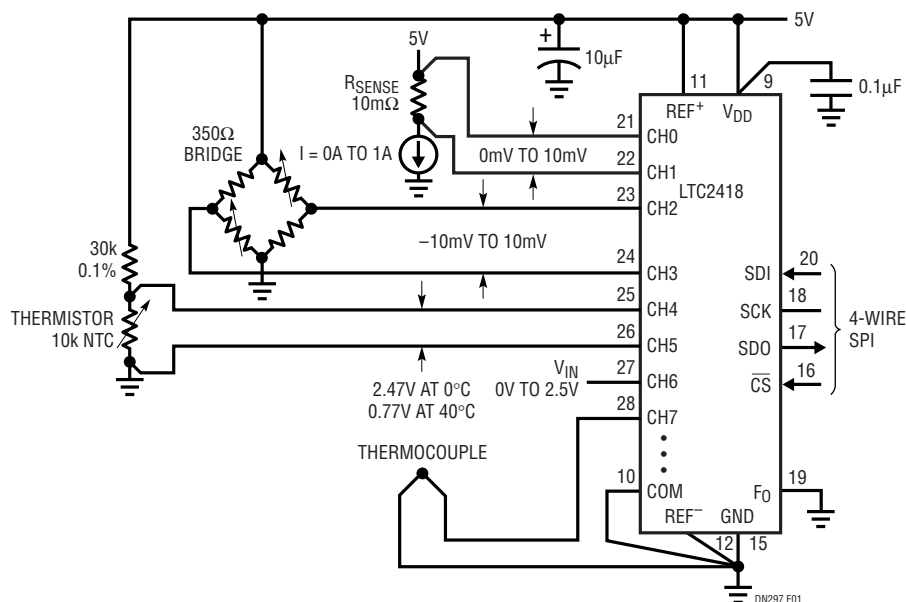 5V
5V
+
10µF
11
9
0.1µF
RSENSE
10mΩ
REF+
VDD
350Ω
BRIDGE
I = 0A TO 1A
0mV TO 10mV
21
CH0
22
CH1
LTC2418
23
CH2
–10mV TO 10mV
24
CH3
30k
0.1%
25
CH4
THERMISTOR
10k NTC
26
CH5
2.47V AT 0°C
0.77V AT 40°C
VIN
0V TO 2.5V
27
CH6
28
CH7
THERMOCOUPLE
10
COM
REF–
GND
12
15
SDI
20
SCK
18
SDO
17
CS
16
4-WIRE
SPI
FO
19
DN297 F01